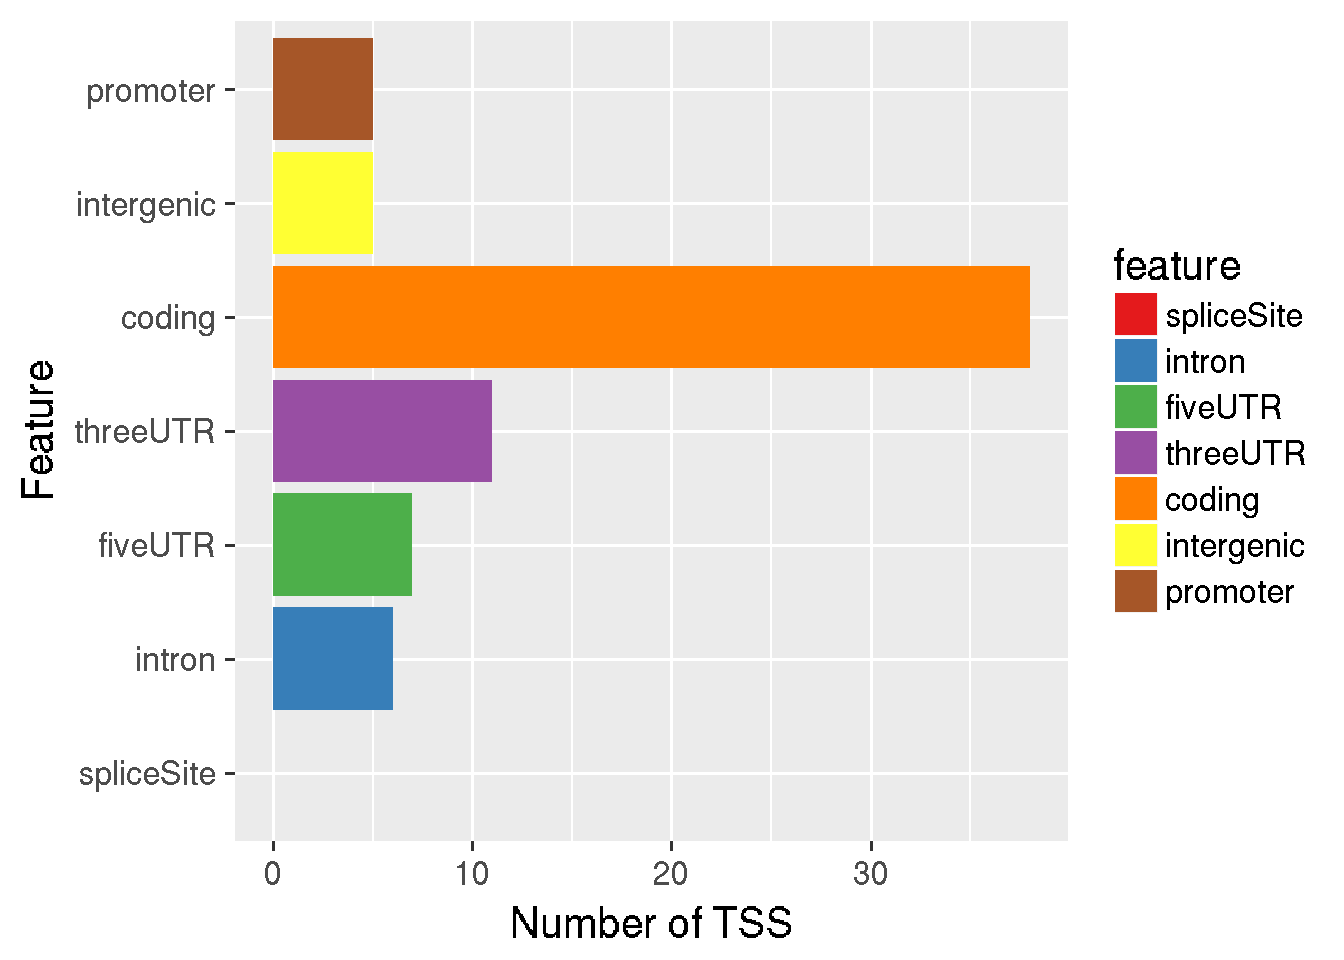 promoter
intergenic
coding
threeUTR
fiveUTR
intron
spliceSite
Feature
0 10 20 30
Number of TSS
feature
spliceSite
intron
fiveUTR
threeUTR
coding
intergenic
promoter